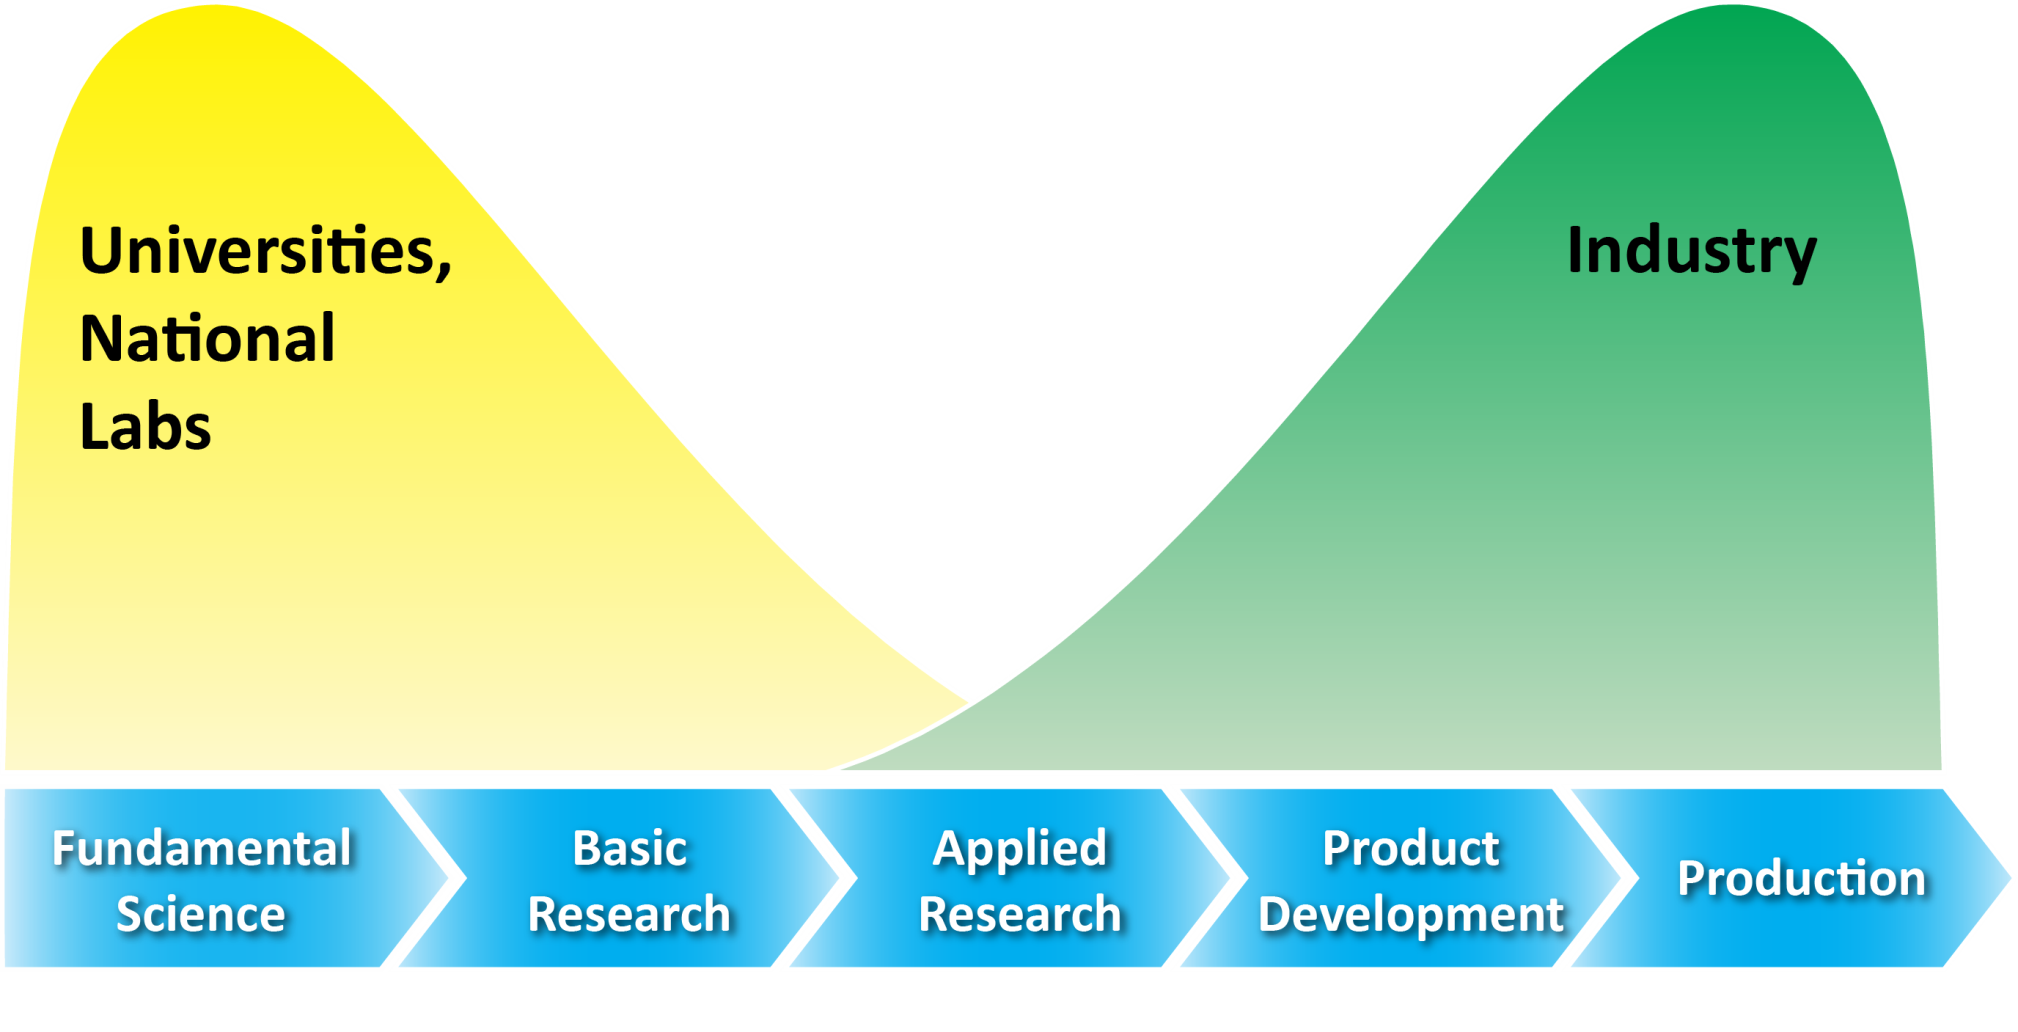 Universities,
National
Labs
Industry
Fundamental
Science
Basic
Research
Applied
Research
Product
Development
Production